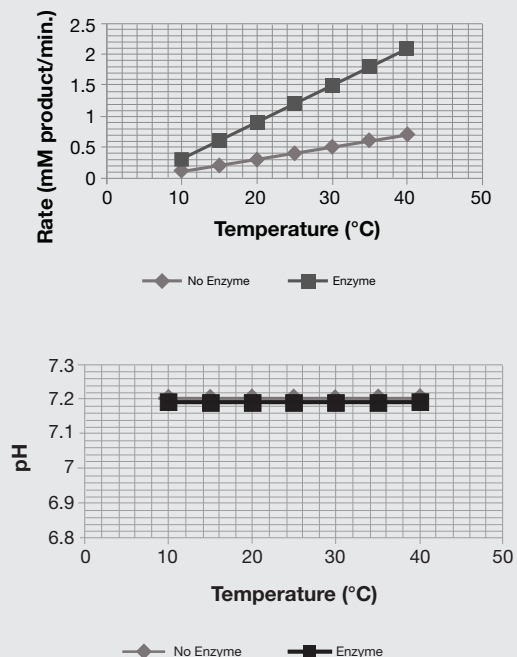 Rate (mM product/min.)
2.5
2
1.5
1
0.5
0
0 10 20 30 40 50
Temperature (°C)
No Enzyme Enzyme
pH
7.3
7.2
7.1
7
6.9
6.8
0 10 20 30 40 50
Temperature (°C)
No Enzyme Enzyme